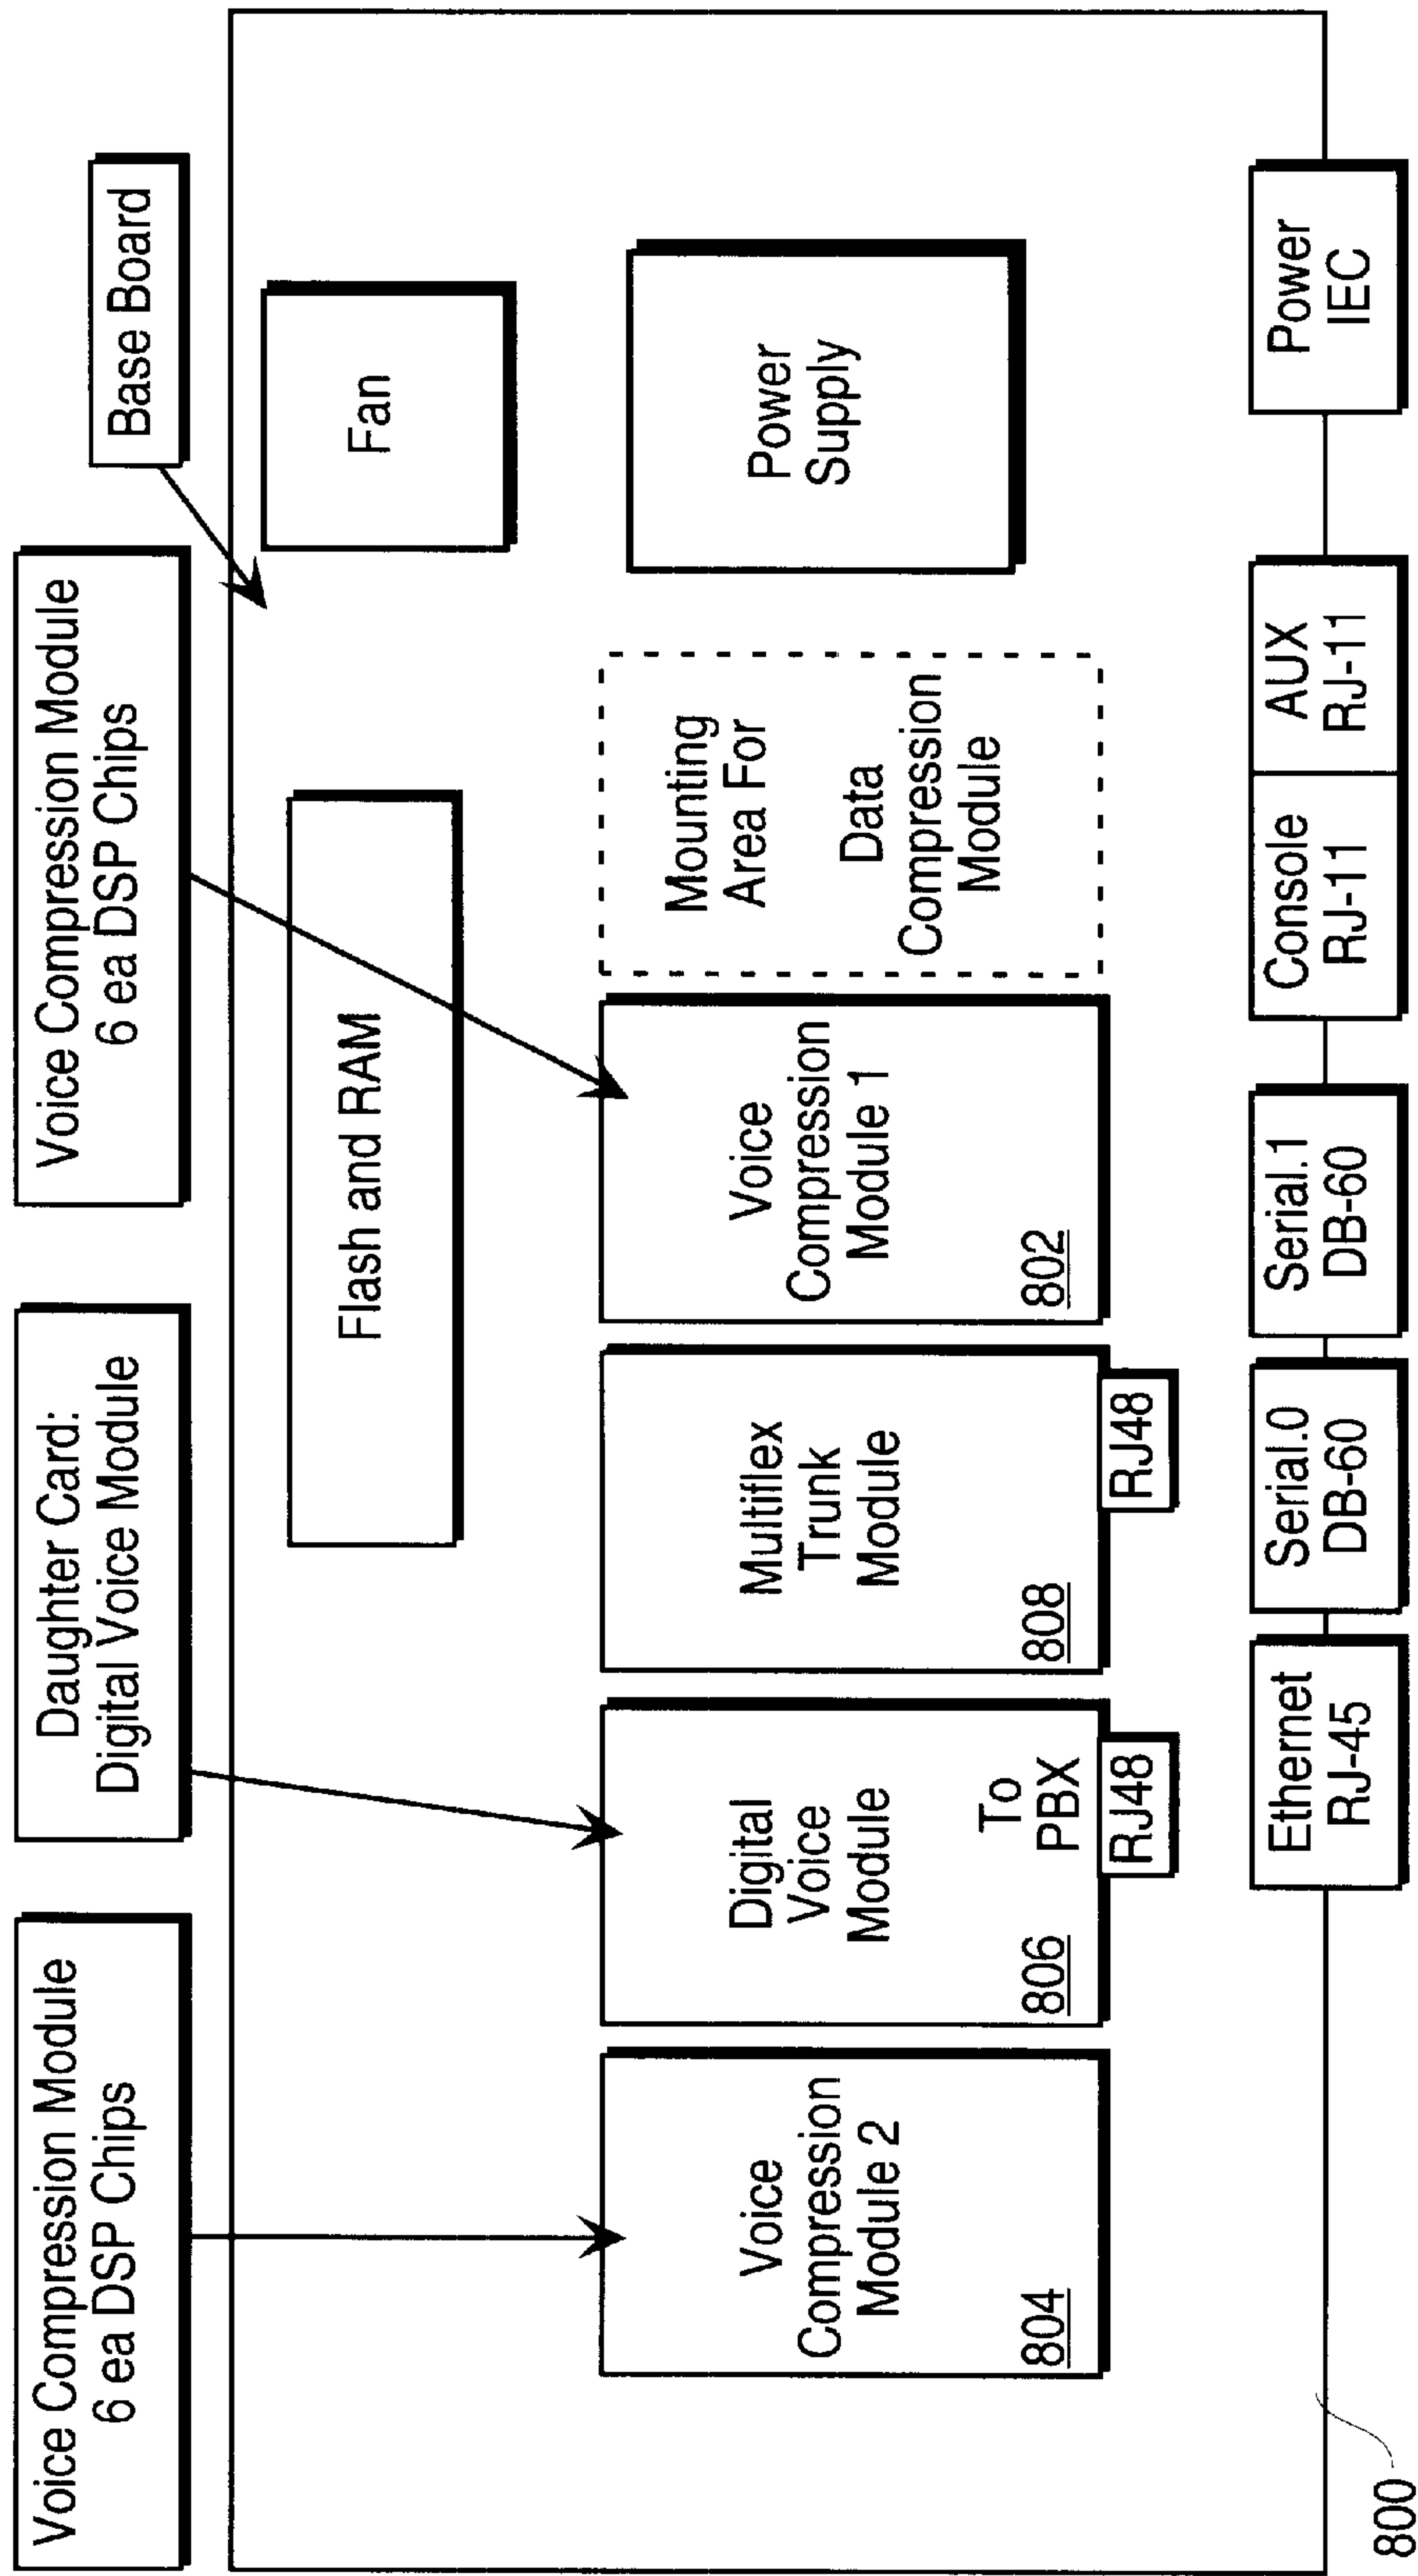 Voice Compression Module
6 ea DSP Chips
Daughter Card:
Digital Voice Module
Voice Compression Module
6 ea DSP Chips
Base Board
Flash and RAM
Fan
Voice
Compression
Module 2
804
Digital
Voice
Module
To
PBX
806
RJ48
Multiflex
Trunk
Module
808
RJ48
Voice
Compression
Module 1
802
Mounting
Area For
Data
Compression
Module
Power
Supply
Ethernet
RJ-45
Serial.0
DB-60
Serial.1
DB-60
Console
RJ-11
AUX
RJ-11
Power
IEC
800